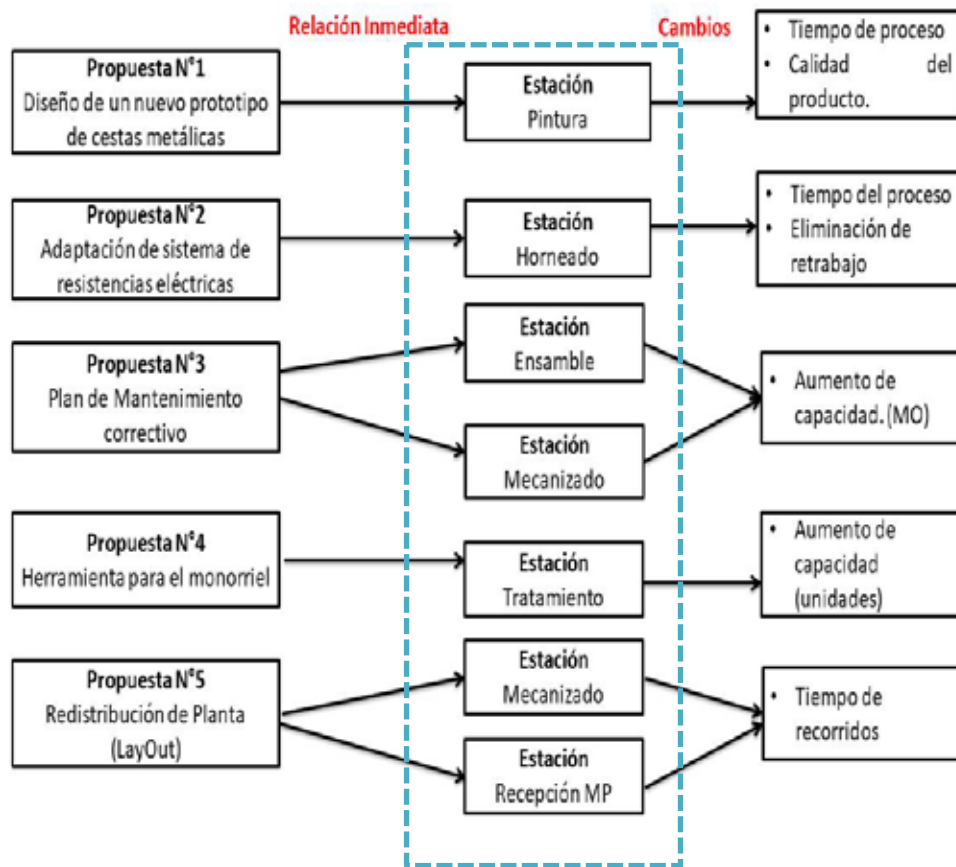 Relación Inmediata
Cambios
Propuesta N°1
Diseño de un nuevo prototipo
de cestas metálicas
Estación
Pintura
• Tiempo de proceso
• Calidad del
producto.
Propuesta N°2
Adaptación de sistema de
resistencias eléctricas
Estación
Horneado
• Tiempo del proceso
• Eliminación de
retrabajo
Propuesta N°3
Plan de Mantenimiento
correctivo
Estación
Ensamble
Estación
Mecanizado
• Aumento de
capacidad. (MO)
Propuesta N°4
Herramienta para el monorriel
Estación
Tratamiento
• Aumento de
capacidad
(unidades)
Propuesta N°5
Redistribución de Planta
(LayOut)
Estación
Mecanizado
Estación
Recepción MP
• Tiempo de
recorridos